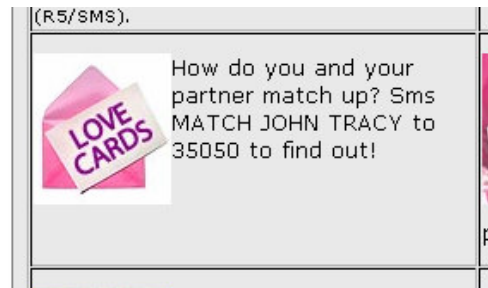 (R5/SMS).
LOVE
CARDS
How do you and your
partner match up? Sms
MATCH JOHN TRACY to
35050 to find out!